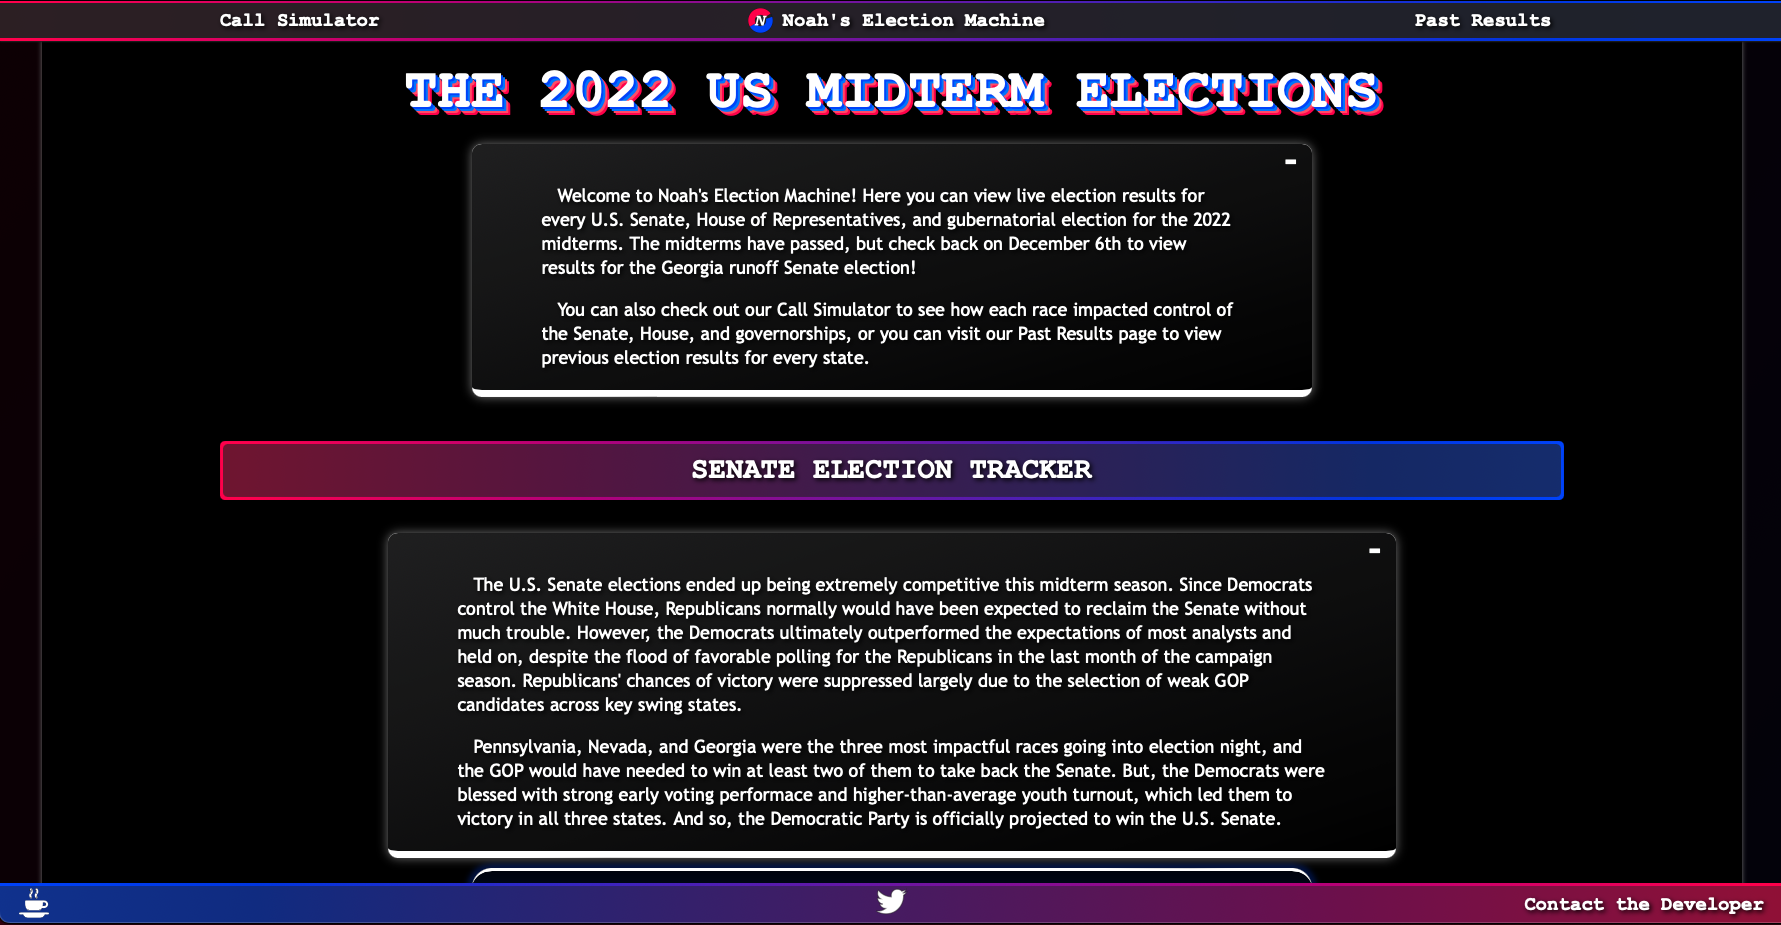 Call Simulator
N Noah's Election Machine
Past Results
THE 2022 US MIDTERM ELECTIONS
-
Welcome to Noah's Election Machine! Here you can view live election results for
every U.S. Senate, House of Representatives, and gubernatorial election for the 2022
midterms. The midterms have passed, but check back on December 6th to view
results for the Georgia runoff Senate election!
You can also check out our Call Simulator to see how each race impacted control of
the Senate, House, and governorships, or you can visit our Past Results page to view
previous election results for every state.
SENATE ELECTION TRACKER
-
The U.S. Senate elections ended up being extremely competitive this midterm season. Since Democrats
control the White House, Republicans normally would have been expected to reclaim the Senate without
much trouble. However, the Democrats ultimately outperformed the expectations of most analysts and
held on, despite the flood of favorable polling for the Republicans in the last month of the campaign
season. Republicans' chances of victory were suppressed largely due to the selection of weak GOP
candidates across key swing states.
Pennsylvania, Nevada, and Georgia were the three most impactful races going into election night, and
the GOP would have needed to win at least two of them to take back the Senate. But, the Democrats were
blessed with strong early voting performace and higher-than-average youth turnout, which led them to
victory in all three states. And so, the Democratic Party is officially projected to win the U.S. Senate.
Contact the Developer